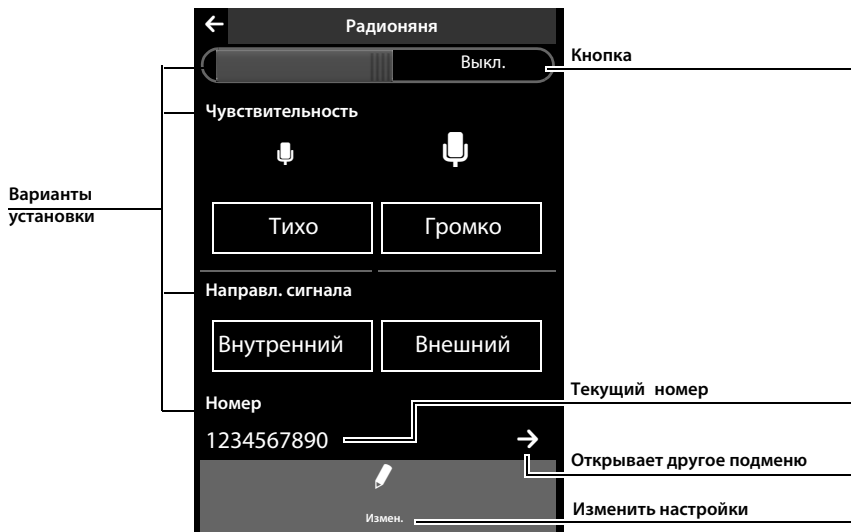 Радионяня
Выкл.
Кнопка
Чувствительность
Варианты
установки
Тихо Громко
Направл. сигнала
Внутренний Внешний
Номер
Текущий номер
1234567890
Открывает другое подменю
Измен.
Изменить настройки